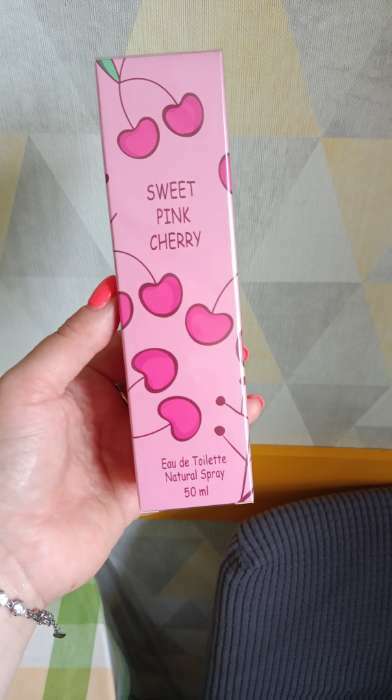 SWEET
PINK
CHERRY
Eau de Toilette
Natural Spray
50 ml